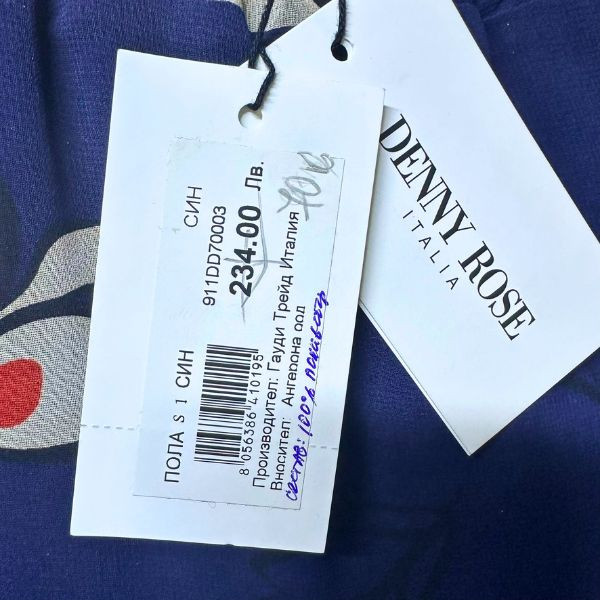 ПОЛА S 1 СИН
8 056386 410195
Производител: Гауди Трейд Италия
Вносител: Ангерона оод
състав: 100% полиестер
911DD70003
СИН
234.00 Лв.
DENNY ROSE
ITALIA